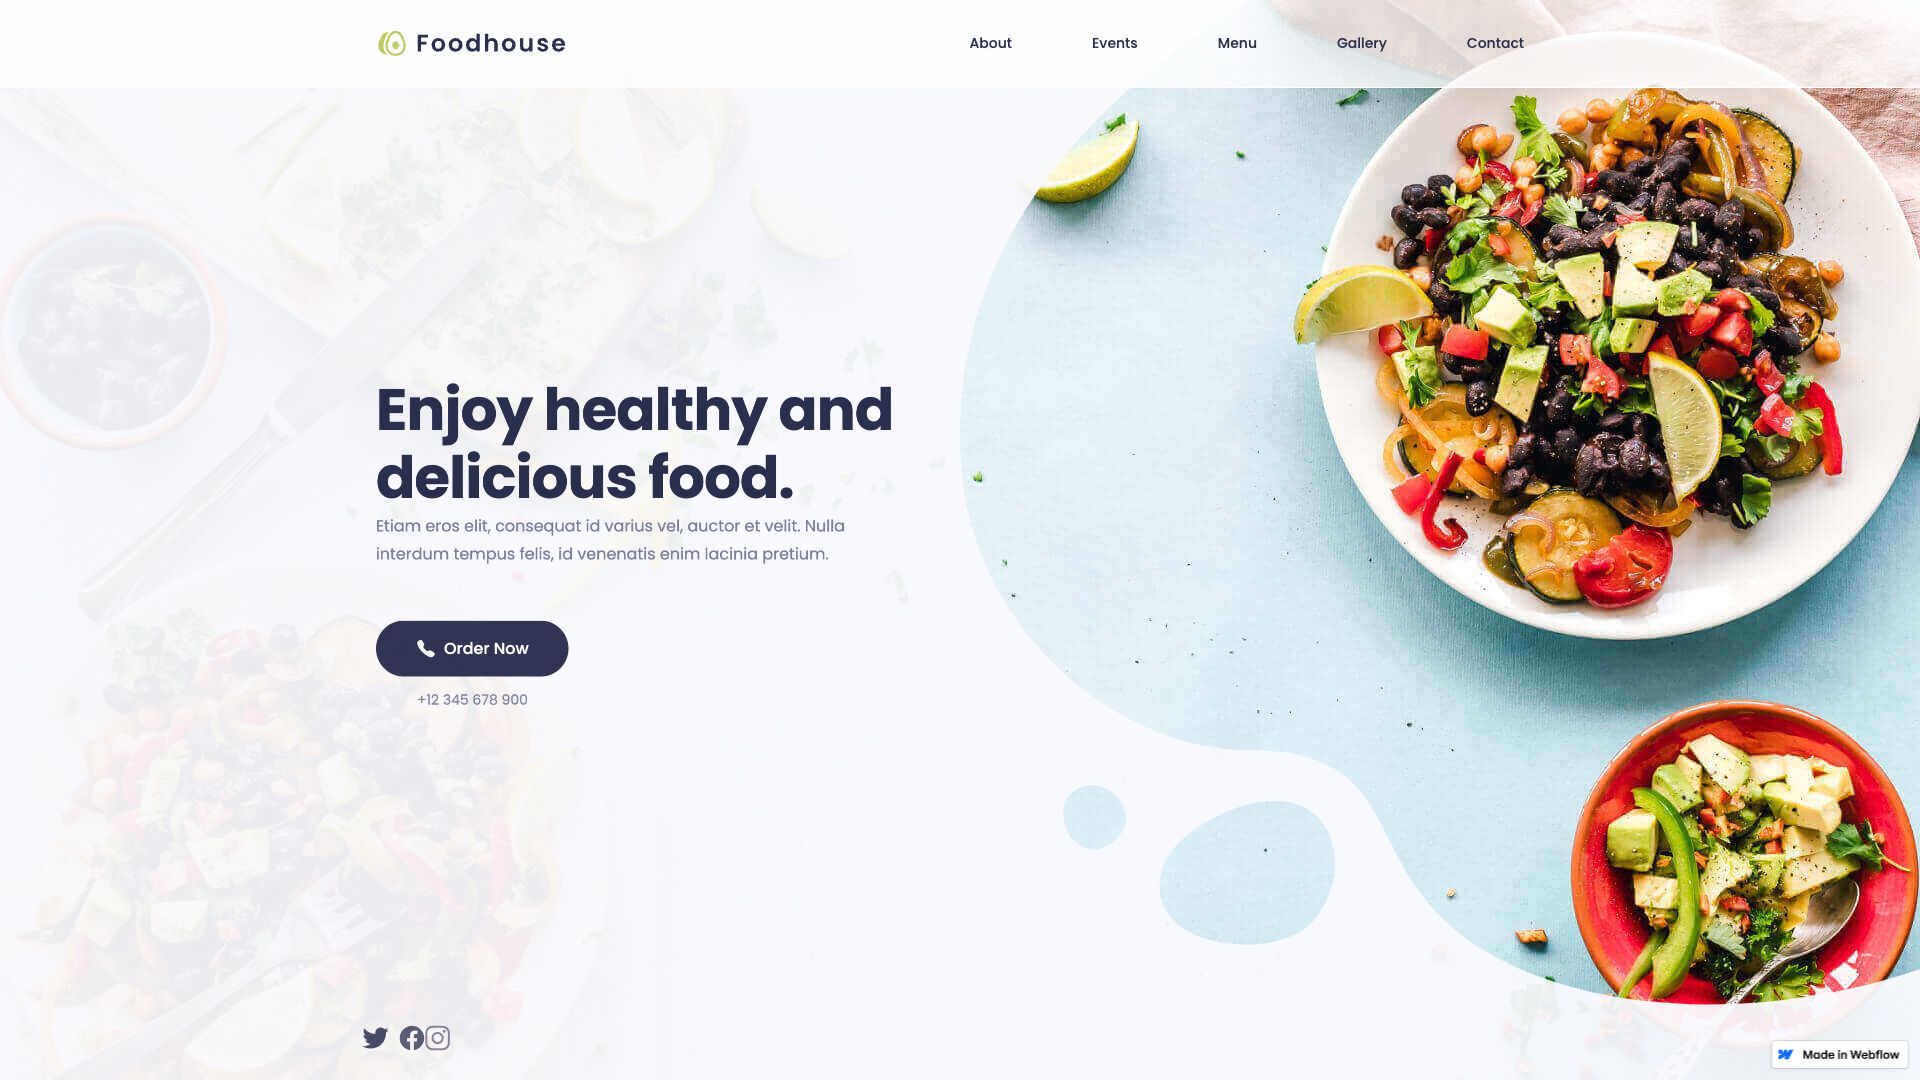 Foodhouse
About
Events
Menu
Gallery
Contact
Enjoy healthy and
delicious food.
Etiam eros elit, consequat id varius vel, auctor et velit. Nulla
interdum tempus felis, id venenatis enim lacinia pretium.
Order Now
+12 345 678 900
Made in Webflow